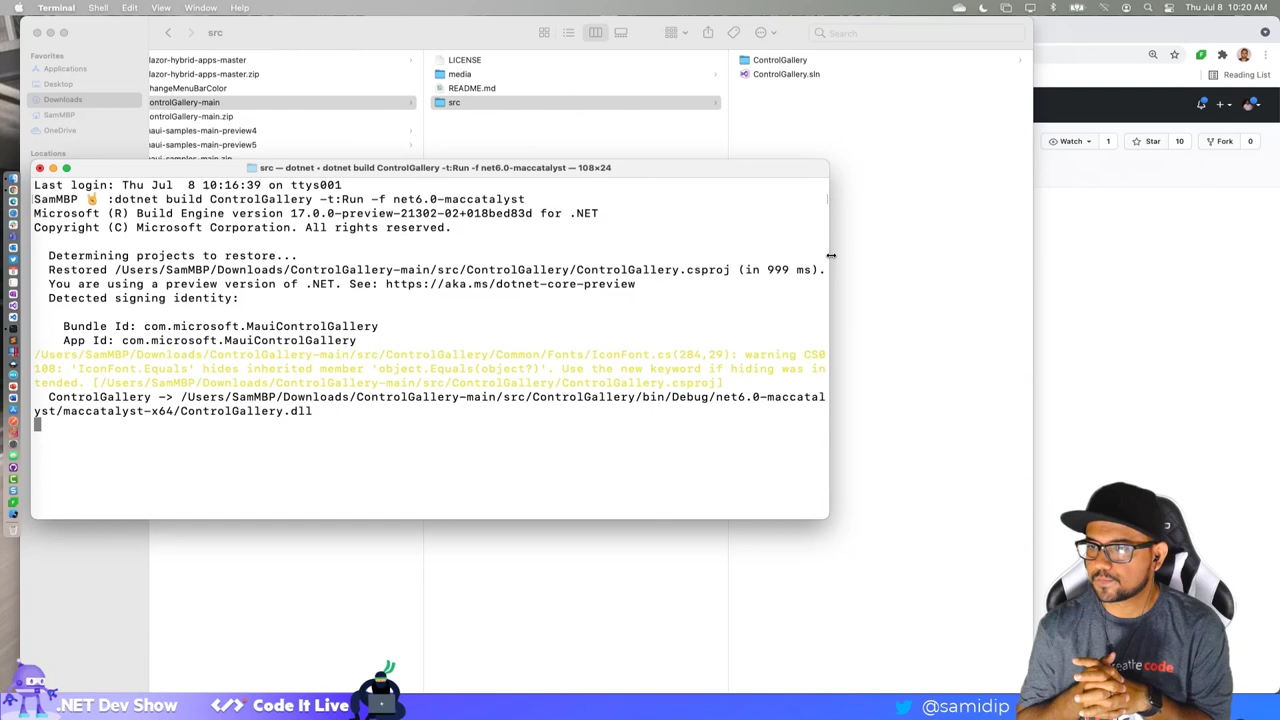 Terminal Shell Edit View Window Help
Thu Jul 8 10:20 AM
src
Search
Favorites
Applications
Desktop
Downloads
SamMBP
OneDrive
Locations
lazor-hybrid-apps-master
lazor-hybrid-apps-master.zip
hangeMenuBarColor
ontrolGallery-main
ontrolGallery-main.zip
maui-samples-main-preview4
maui-samples-main-preview5
LICENSE
media
README.md
src
ControlGallery
ControlGallery.sln
Reading List
Watch 1
Star 10
Fork 0
src — dotnet • dotnet build ControlGallery -t:Run -f net6.0-maccatalyst — 108×24
Last login: Thu Jul  8 10:16:39 on ttys001
SamMBP 🤘 :dotnet build ControlGallery -t:Run -f net6.0-maccatalyst
Microsoft (R) Build Engine version 17.0.0-preview-21302-02+018bed83d for .NET
Copyright (C) Microsoft Corporation. All rights reserved.
Determining projects to restore...
Restored /Users/SamMBP/Downloads/ControlGallery-main/src/ControlGallery/ControlGallery.csproj (in 999 ms).
You are using a preview version of .NET. See: https://aka.ms/dotnet-core-preview
Detected signing identity:
Bundle Id: com.microsoft.MauiControlGallery
App Id: com.microsoft.MauiControlGallery
/Users/SamMBP/Downloads/ControlGallery-main/src/ControlGallery/Common/Fonts/IconFont.cs(284,29): warning CS0
108: 'IconFont.Equals' hides inherited member 'object.Equals(object?)'. Use the new keyword if hiding was in
tended. [/Users/SamMBP/Downloads/ControlGallery-main/src/ControlGallery/ControlGallery.csproj]
ControlGallery -> /Users/SamMBP/Downloads/ControlGallery-main/src/ControlGallery/bin/Debug/net6.0-maccatal
yst/maccatalyst-x64/ControlGallery.dll
breathe code
.NET Dev Show
Code It Live
@samidip